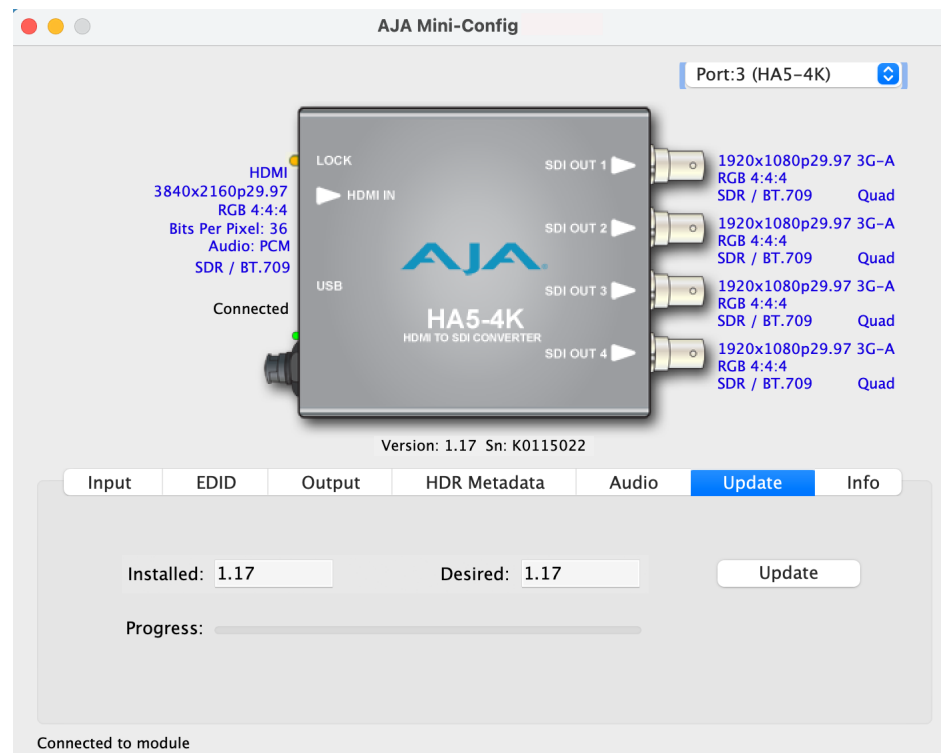 AJA Mini-Config
Port:3 (HA5-4K)
HDMI
3840x2160p29.97
RGB 4:4:4
Bits Per Pixel: 36
Audio: PCM
SDR / BT.709
Connected
LOCK
HDMI IN
USB
AJA
HA5-4K
HDMI TO SDI CONVERTER
SDI OUT 1
SDI OUT 2
SDI OUT 3
SDI OUT 4
1920x1080p29.97 3G-A
RGB 4:4:4
SDR / BT.709 Quad
1920x1080p29.97 3G-A
RGB 4:4:4
SDR / BT.709 Quad
1920x1080p29.97 3G-A
RGB 4:4:4
SDR / BT.709 Quad
1920x1080p29.97 3G-A
RGB 4:4:4
SDR / BT.709 Quad
Version: 1.17 Sn: K0115022
Input EDID Output HDR Metadata Audio Update Info
Installed: 1.17 Desired: 1.17 Update
Progress:
Connected to module